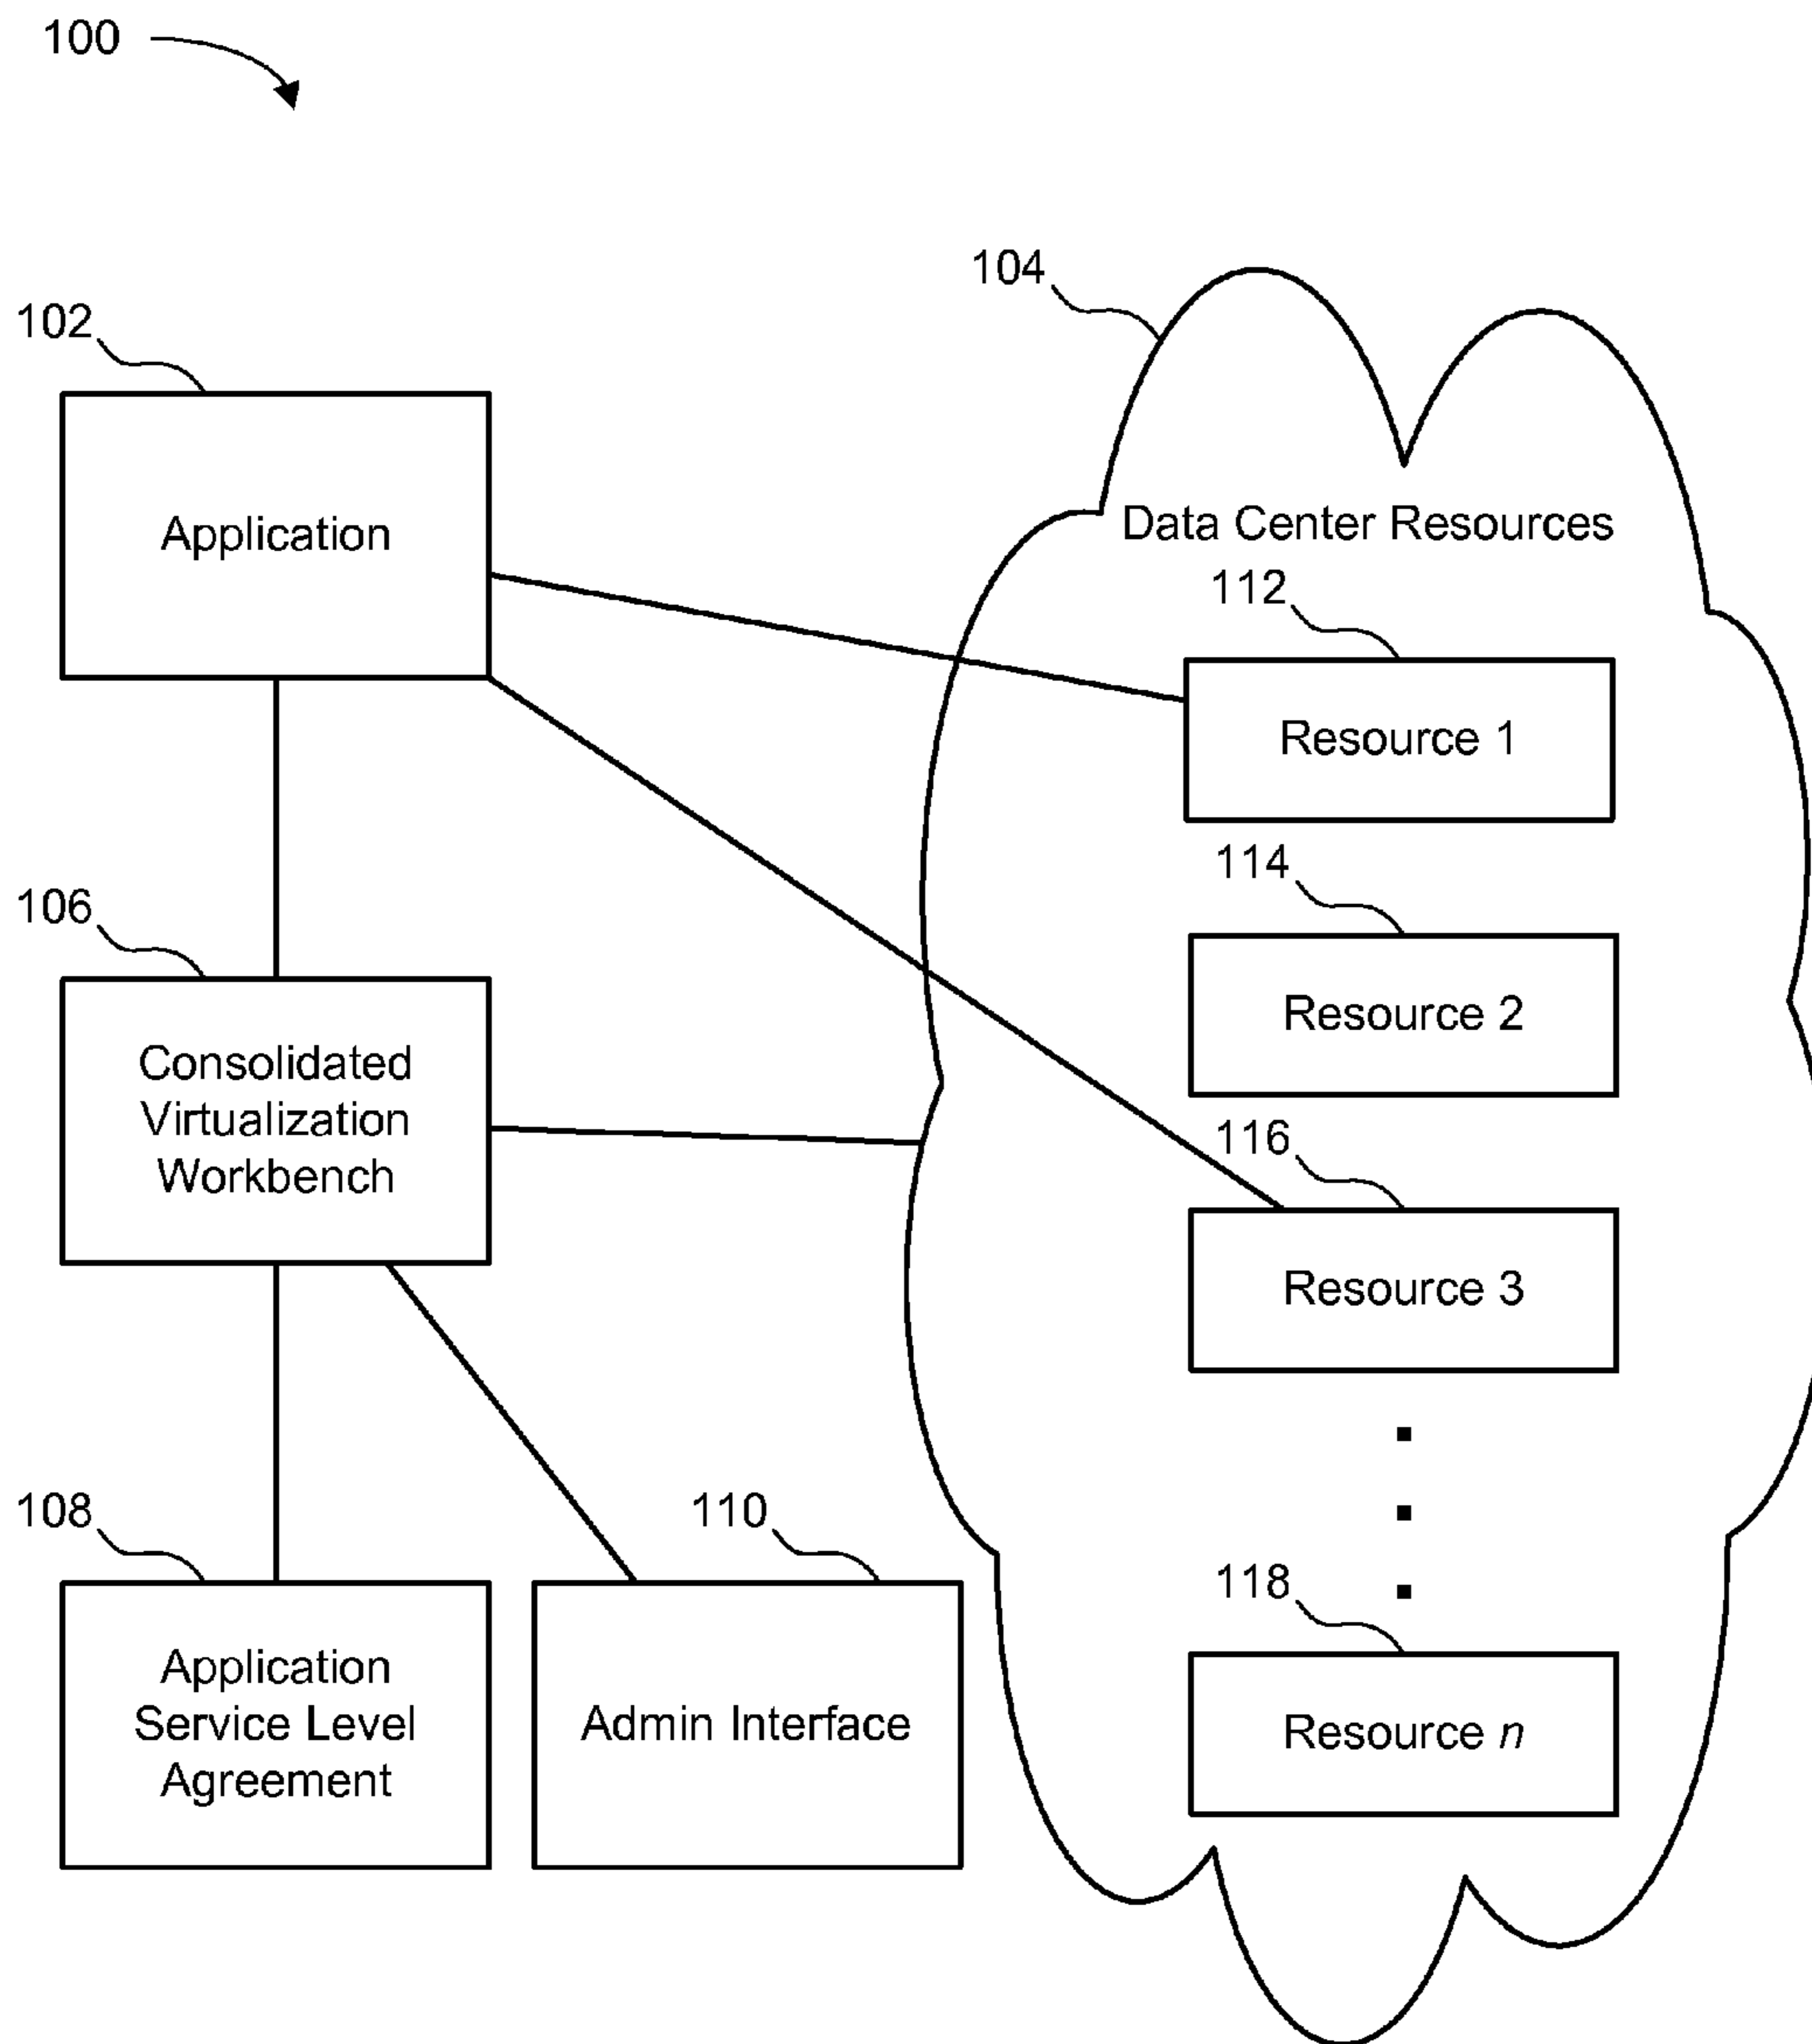 100
104
102
Application
Data Center Resources
112
Resource 1
114
106
Resource 2
Consolidated
Virtualization
Workbench
116
Resource 3
108
110
118
Application
Service Level
Agreement
Admin Interface
Resource n